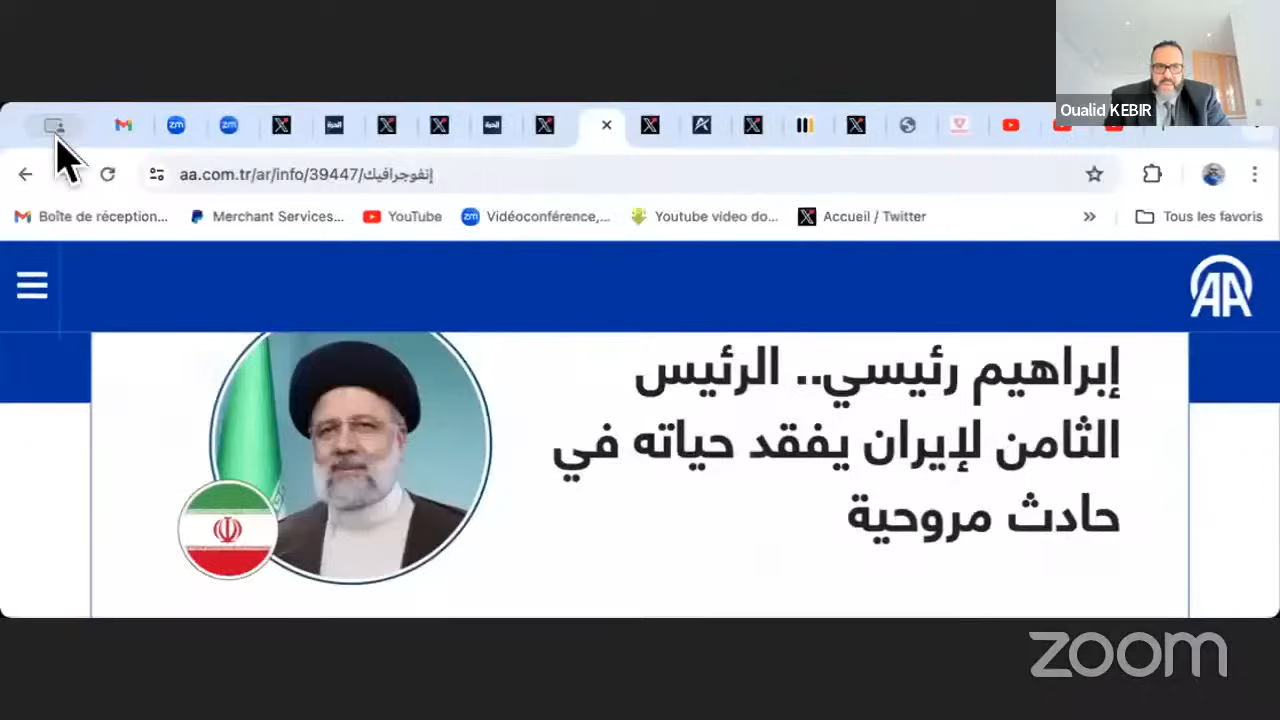 Oualid KEBIR
aa.com.tr/ar/info/39447/إنفوجرافيك
Boîte de réception...
Merchant Services...
YouTube
Vidéoconférence,...
Youtube video do...
Accueil / Twitter
Tous les favoris
AA
إبراهيم رئيسي.. الرئيس
الثامن لإيران يفقد حياته في
حادث مروحية
zoom